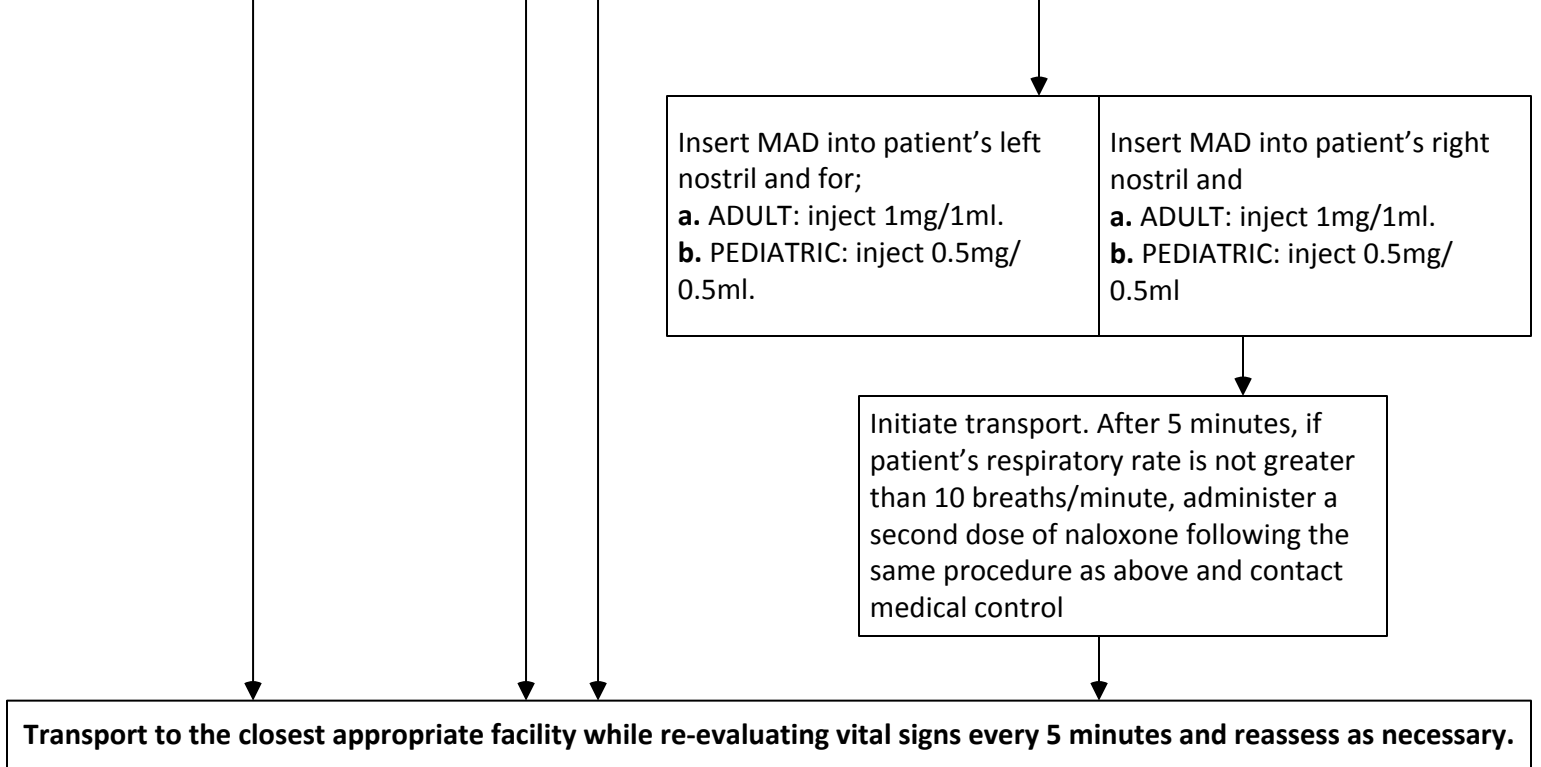 Insert MAD into patient’s left
nostril and for;
a. ADULT: inject 1mg/1ml.
b. PEDIATRIC: inject 0.5mg/
0.5ml.
Insert MAD into patient’s right
nostril and
a. ADULT: inject 1mg/1ml.
b. PEDIATRIC: inject 0.5mg/
0.5ml
Initiate transport. After 5 minutes, if
patient’s respiratory rate is not greater
than 10 breaths/minute, administer a
second dose of naloxone following the
same procedure as above and contact
medical control
Transport to the closest appropriate facility while re-evaluating vital signs every 5 minutes and reassess as necessary.